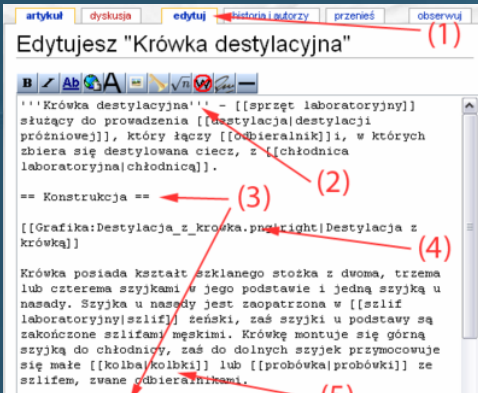 artykuł dyskusja edytuj historia i autorzy przenieś obserwuj
(1)
Edytujesz "Krówka destylacyjna"
B I Ab A √n W
'''Krówka destylacyjna''' - [[sprzęt laboratoryjny]]
służący do prowadzenia [[destylacja|destylacji
próżniowej]], który łączy [[odbieralnik]]i, w których
zbiera się destylowana ciecz, z [[chłodnica
laboratoryjna|chłodnicą]].
(2)
== Konstrukcja ==
(3)
[[Grafika:Destylacja_z_krowka.png|right|Destylacja z
krówką]]
(4)
Krówka posiada kształt szklanego stożka z dwoma, trzema
lub czterema szyjkami w jego podstawie i jedną szyjką u
nasady. Szyjka u nasady jest zaopatrzona w [[szlif
laboratoryjny|szlif]] żeński, zaś szyjki u podstawy są
zakończone szlifami męskimi. Krówkę montuje się górną
szyjką do chłodnicy, zaś do dolnych szyjek przymocowuje
się małe [[kolba|kolbki]] lub [[probówka|probówki]] ze
szlifem, zwane odbieralnikami.
(5)